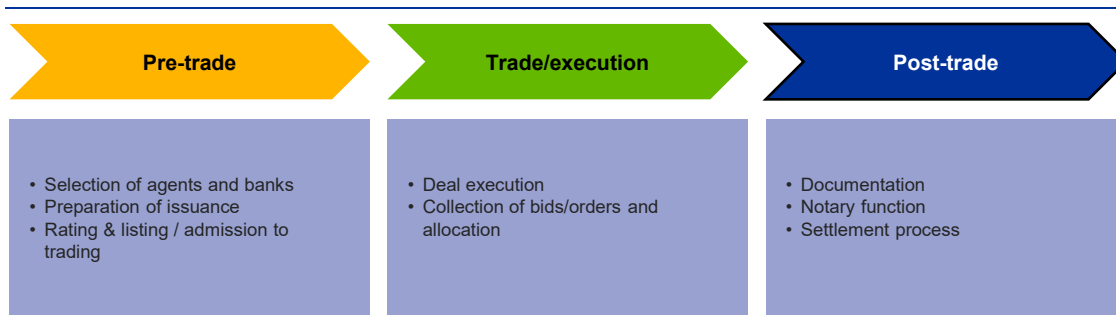 Pre-trade
Trade/execution
Post-trade
• Selection of agents and banks
• Preparation of issuance
• Rating & listing / admission to
trading
• Deal execution
• Collection of bids/orders and
allocation
• Documentation
• Notary function
• Settlement process